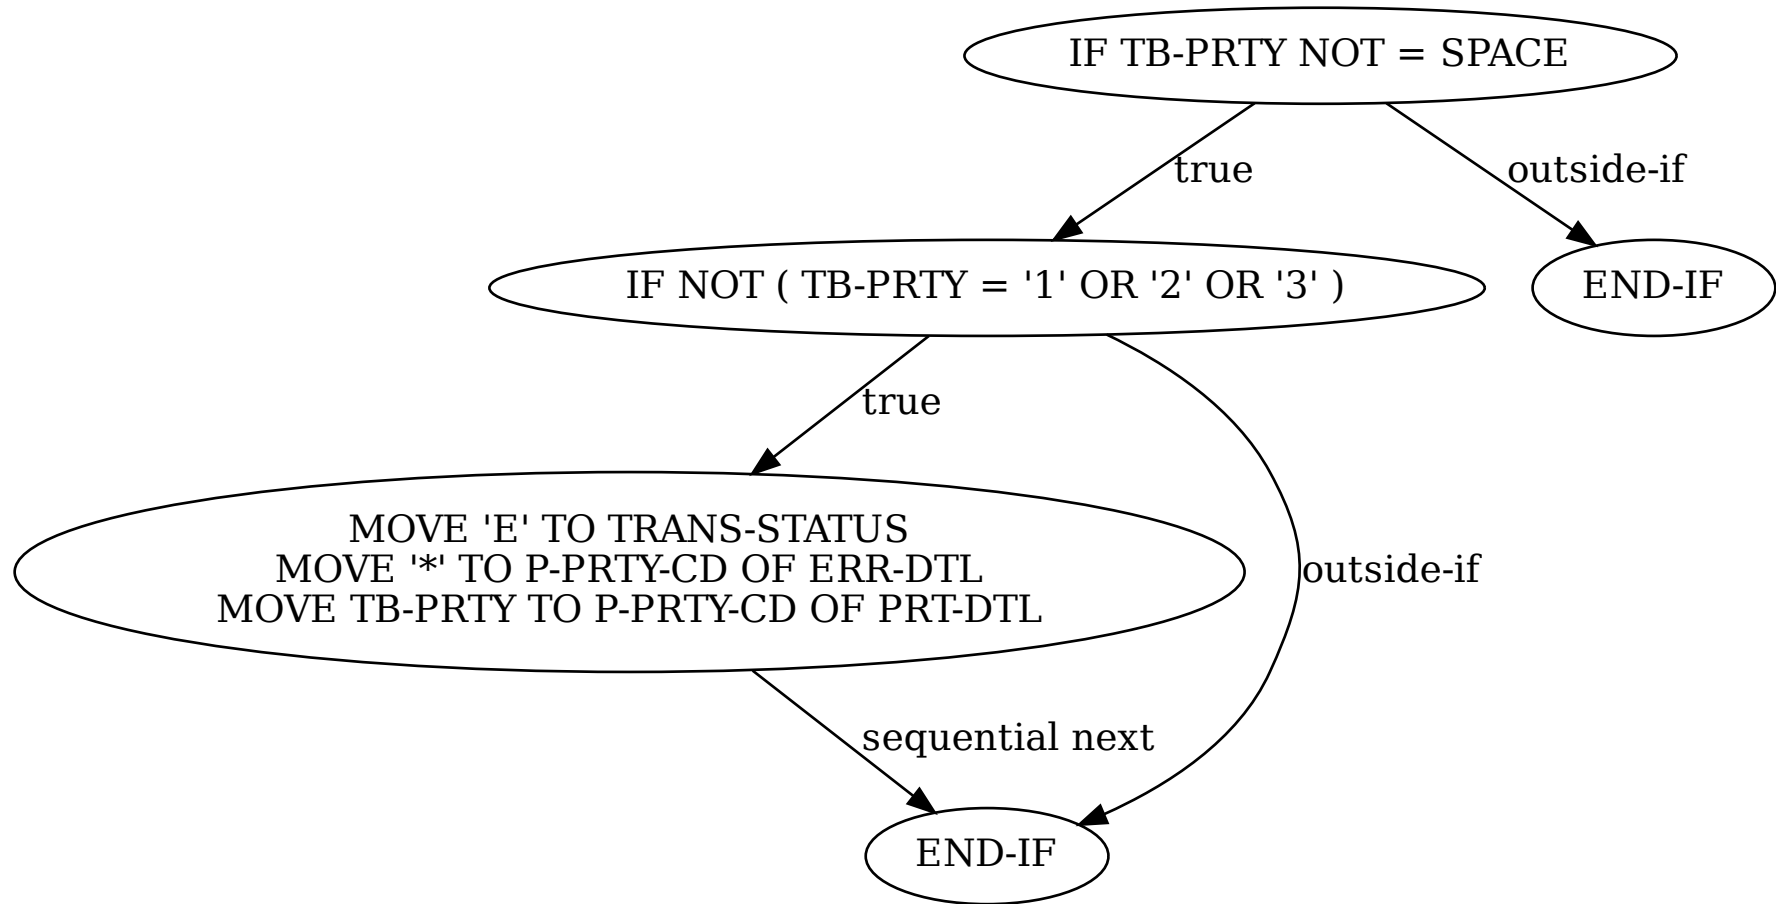 IF TB-PRTY NOT = SPACE
true
outside-if
IF NOT ( TB-PRTY = '1' OR '2' OR '3' )
END-IF
true
MOVE 'E' TO TRANS-STATUS
MOVE '*' TO P-PRTY-CD OF ERR-DTL
MOVE TB-PRTY TO P-PRTY-CD OF PRT-DTL
outside-if
sequential next
END-IF